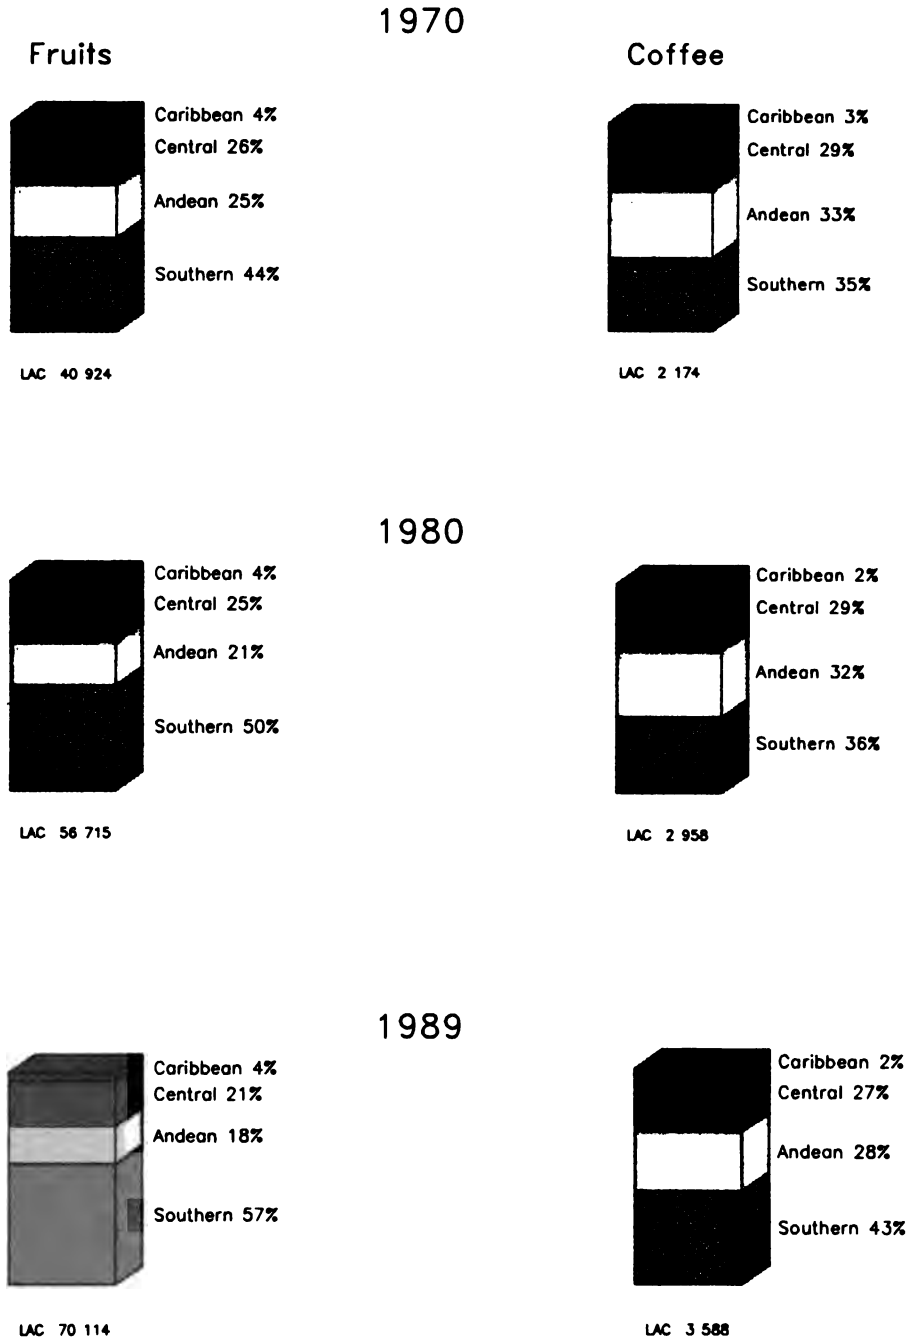 1970
Fruits
Caribbean 4%
Central 26%
Andean 25%
Southern 44%
LAC 40 924
Coffee
Caribbean 3%
Central 29%
Andean 33%
Southern 35%
LAC 2 174
1980
Caribbean 4%
Central 25%
Andean 21%
Southern 50%
LAC 56 715
Caribbean 2%
Central 29%
Andean 32%
Southern 36%
LAC 2 958
1989
Caribbean 4%
Central 21%
Andean 18%
Southern 57%
LAC 70 114
Caribbean 2%
Central 27%
Andean 28%
Southern 43%
LAC 3 588